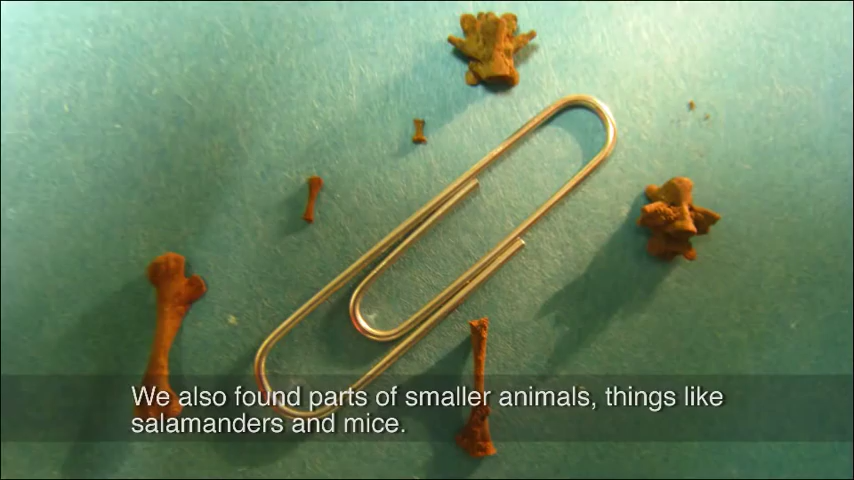 We also found parts of smaller animals, things like
salamanders and mice.